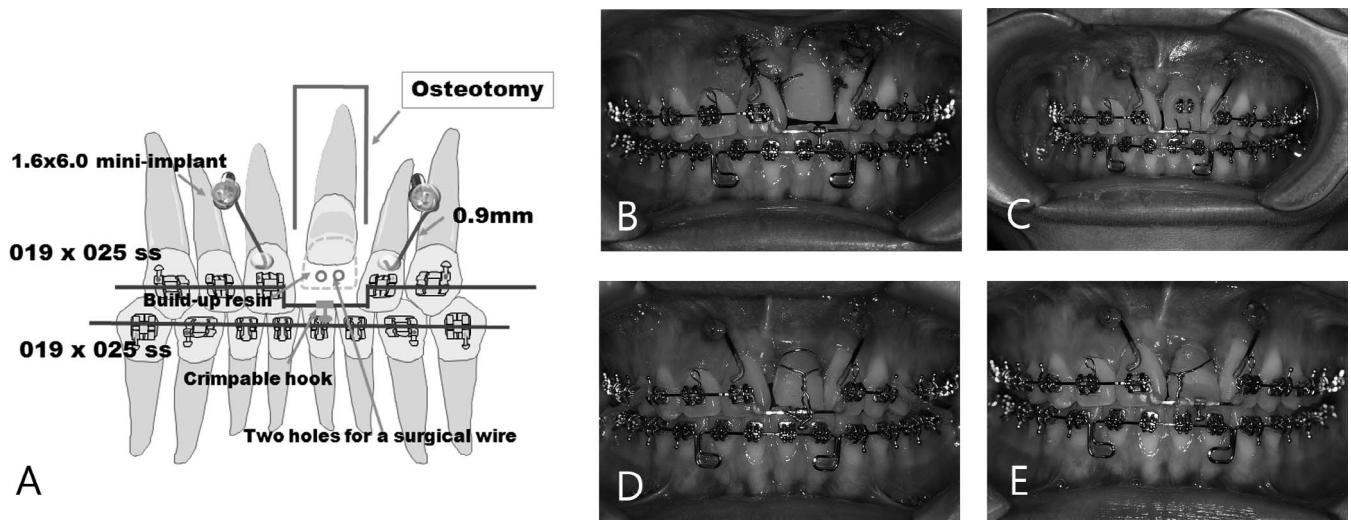 Osteotomy
1.6x6.0 mini-implant
0.9mm
019 x 025 ss
Build-up resin
019 x 025 ss
Crimpable hook
Two holes for a surgical wire
A
B
C
D
E